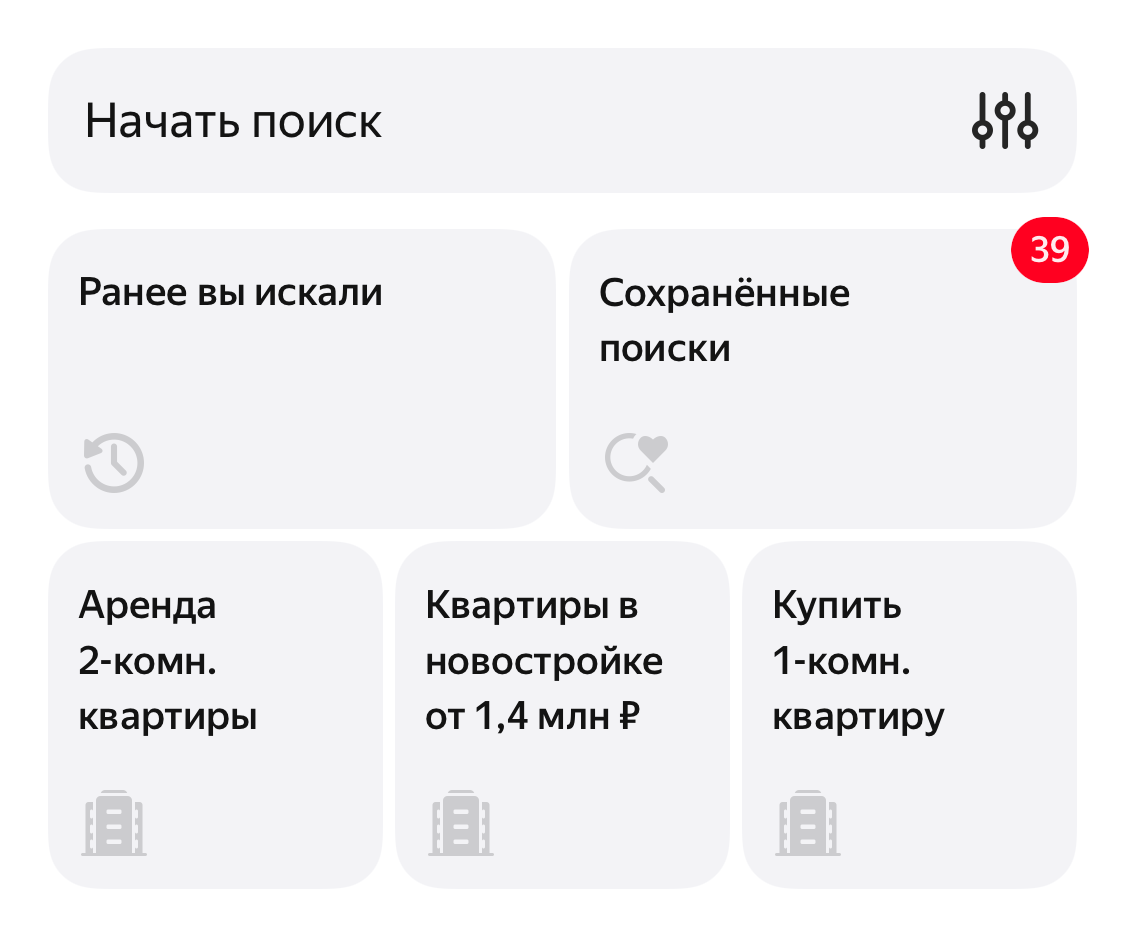 Начать поиск
Ранее вы искали
Сохранённые
поиски
39
Аренда
2-комн.
квартиры
Квартиры в
новостройке
от 1,4 млн ₽
Купить
1-комн.
квартиру